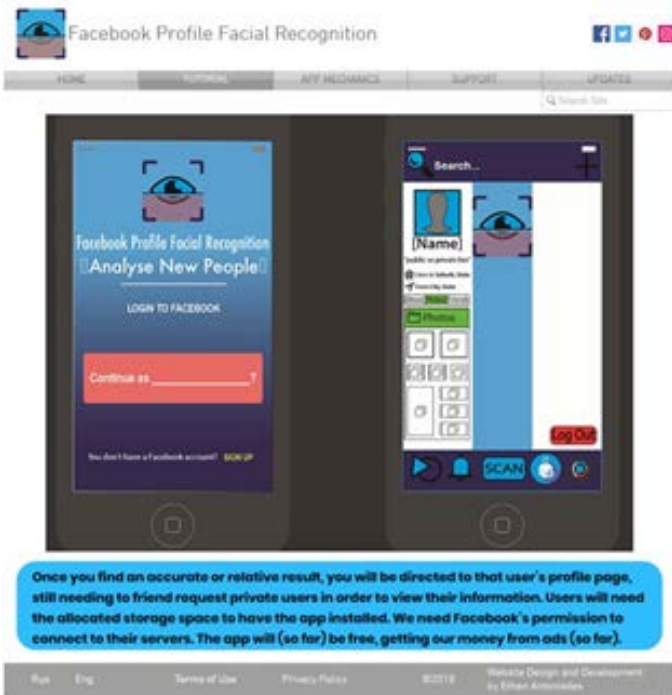 Facebook Profile Facial Recognition
HOME TUTORIAL APP MECHANICS SUPPORT UPDATES
Search Site
Facebook Profile Facial Recognition
Analyse New People
LOGIN TO FACEBOOK
Continue as ____________?
You don't have a Facebook account? SIGN UP
Search...
[Name]
Photos
Log Out
SCAN
Once you find an accurate or relative result, you will be directed to that user's profile page,
still needing to friend request private users in order to view their information. Users will need
the allocated storage space to have the app installed. We need Facebook's permission to
connect to their servers. The app will (so far) be free, getting our money from ads (so far).
Rus Eng Terms of Use Privacy Policy ©2018 Website Design and Development
by Ethan Antoniades